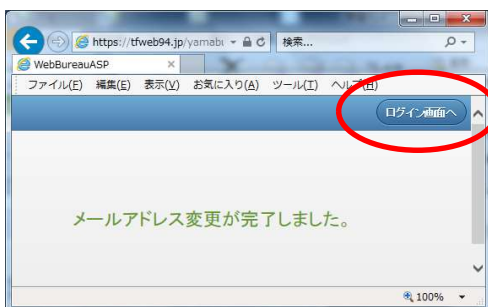 https://tfweb94.jp/yamabu
検索...
WebBureauASP
ファイル(F) 編集(E) 表示(V) お気に入り(A) ツール(T) ヘルプ(H)
ログイン画面へ
メールアドレス変更が完了しました。
100%